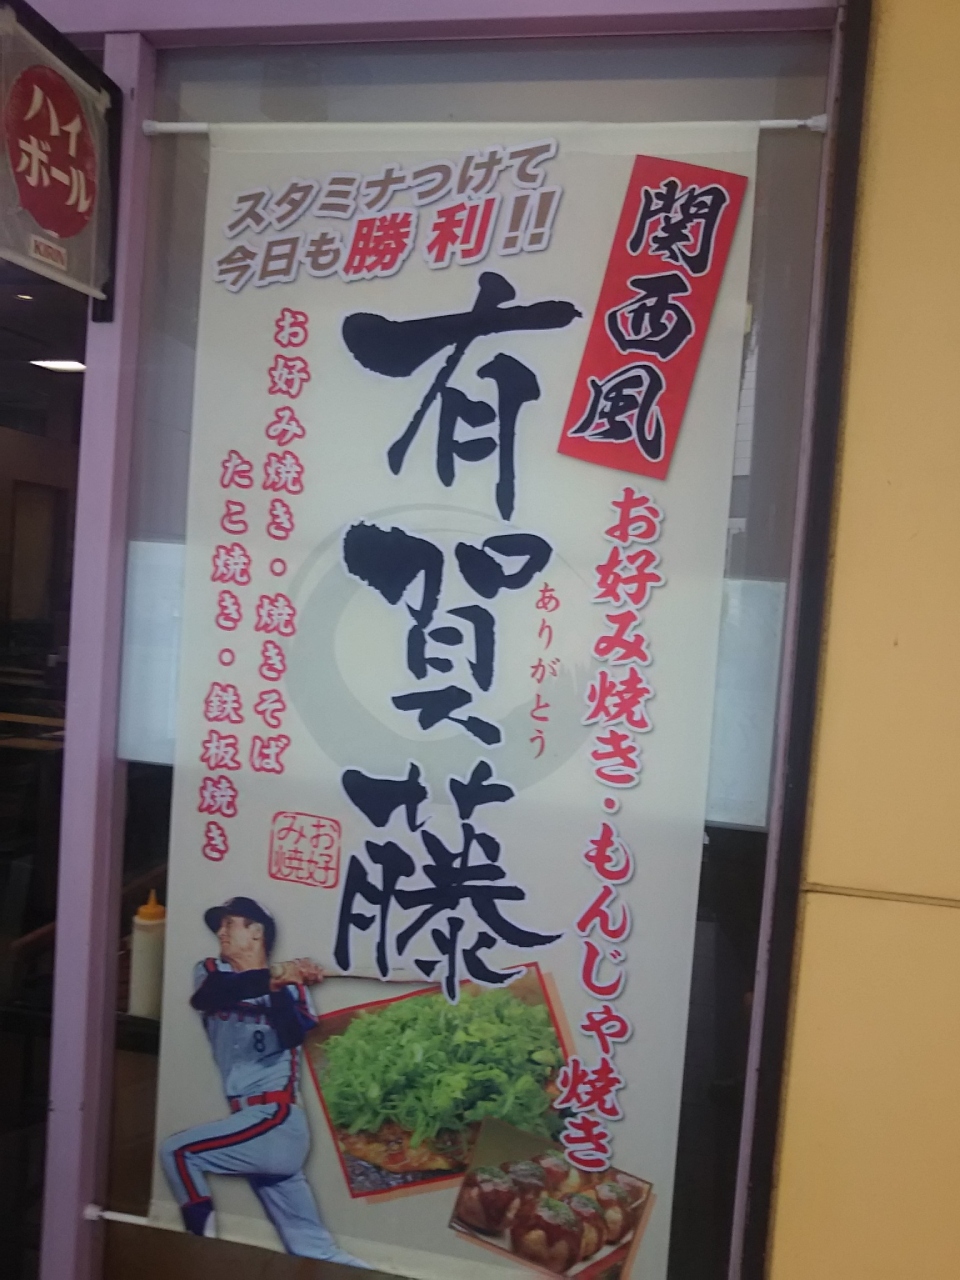 ハイ
ボール
KIRIN
スタミナつけて
今日も勝利!!
関西風
お好み焼き・もんじゃ焼き
有賀藤
ありがとう
お好み焼き・焼きそば
たこ焼き・鉄板焼き
お好
み焼
8